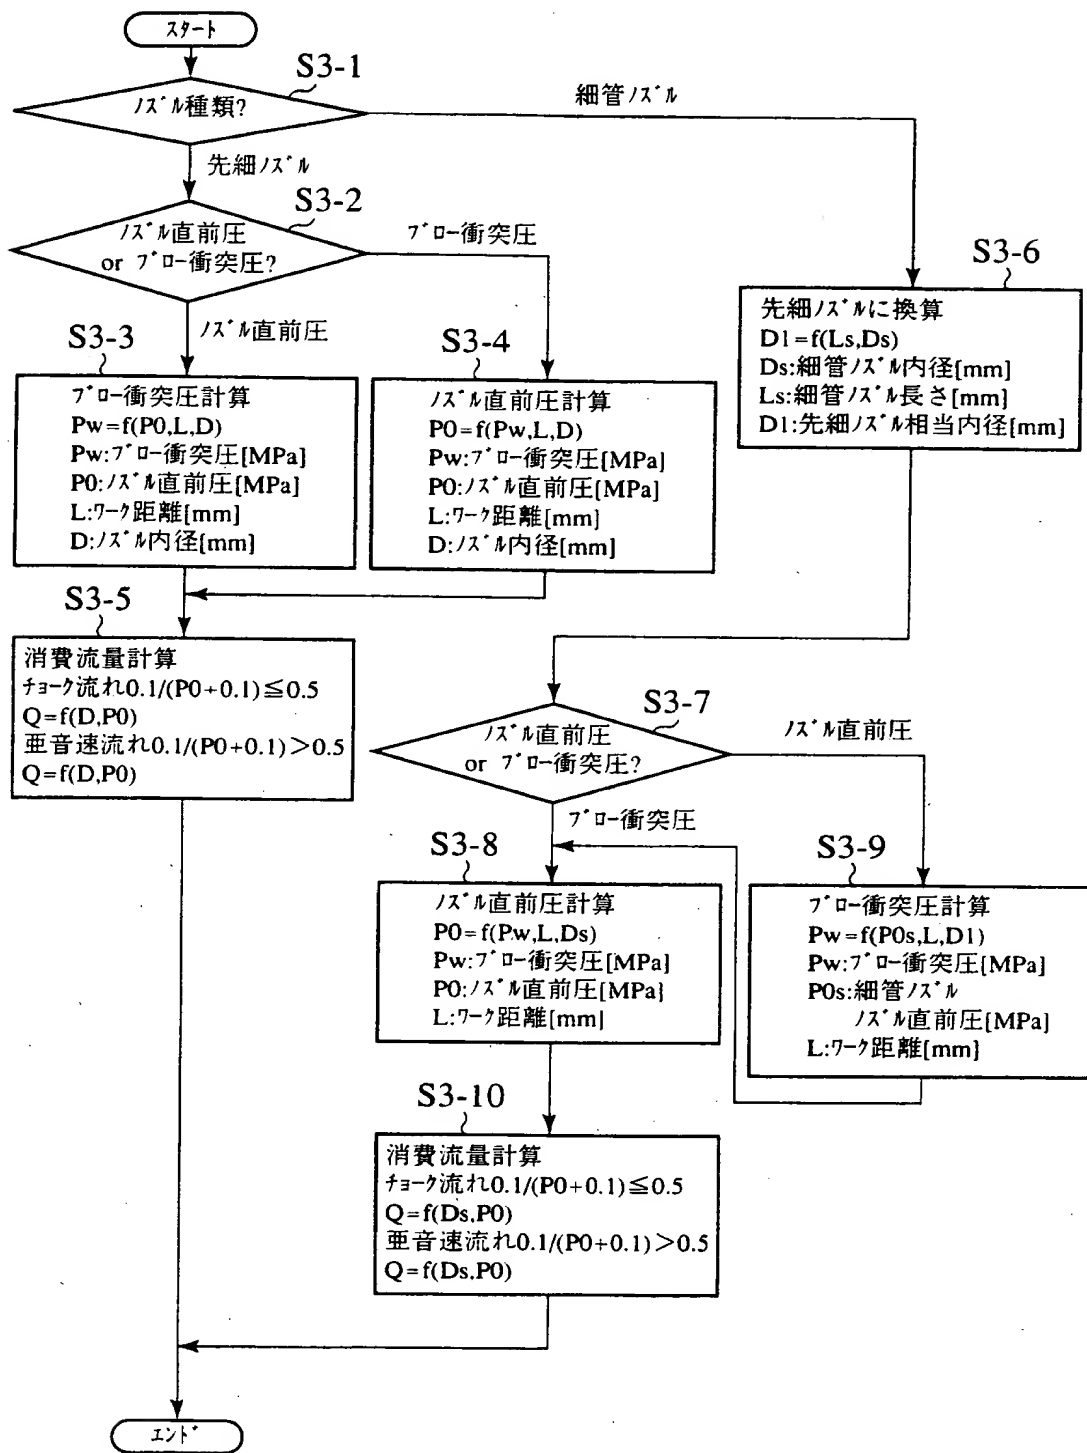 スタート
S3-1
ノズル種類?
細管ノズル
先細ノズル
S3-2
ノズル直前圧
or ブロー衝突圧?
ブロー衝突圧
ノズル直前圧
S3-6
先細ノズルに換算
D1=f(Ls,Ds)
Ds:細管ノズル内径[mm]
Ls:細管ノズル長さ[mm]
D1:先細ノズル相当内径[mm]
S3-3
ブロー衝突圧計算
Pw=f(P0,L,D)
Pw:ブロー衝突圧[MPa]
P0:ノズル直前圧[MPa]
L:ワーク距離[mm]
D:ノズル内径[mm]
S3-4
ノズル直前圧計算
P0=f(Pw,L,D)
Pw:ブロー衝突圧[MPa]
P0:ノズル直前圧[MPa]
L:ワーク距離[mm]
D:ノズル内径[mm]
S3-5
消費流量計算
チョーク流れ0.1/(P0+0.1)≦0.5
Q=f(D,P0)
亜音速流れ0.1/(P0+0.1)>0.5
Q=f(D,P0)
S3-7
ノズル直前圧
or ブロー衝突圧?
ノズル直前圧
ブロー衝突圧
S3-8
ノズル直前圧計算
P0=f(Pw,L,Ds)
Pw:ブロー衝突圧[MPa]
P0:ノズル直前圧[MPa]
L:ワーク距離[mm]
S3-9
ブロー衝突圧計算
Pw=f(P0s,L,D1)
Pw:ブロー衝突圧[MPa]
P0s:細管ノズル
ノズル直前圧[MPa]
L:ワーク距離[mm]
S3-10
消費流量計算
チョーク流れ0.1/(P0+0.1)≦0.5
Q=f(Ds,P0)
亜音速流れ0.1/(P0+0.1)>0.5
Q=f(Ds,P0)
エンド